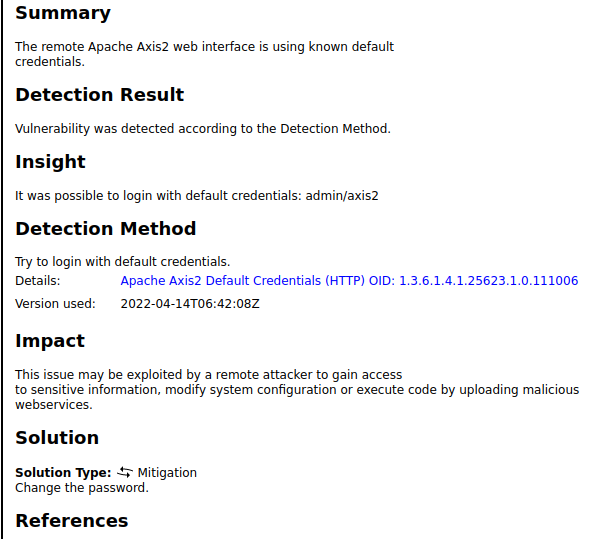 Summary
The remote Apache Axis2 web interface is using known default
credentials.
Detection Result
Vulnerability was detected according to the Detection Method.
Insight
It was possible to login with default credentials: admin/axis2
Detection Method
Try to login with default credentials.
Details: Apache Axis2 Default Credentials (HTTP) OID: 1.3.6.1.4.1.25623.1.0.111006
Version used: 2022-04-14T06:42:08Z
Impact
This issue may be exploited by a remote attacker to gain access
to sensitive information, modify system configuration or execute code by uploading malicious
webservices.
Solution
Solution Type: Mitigation
Change the password.
References